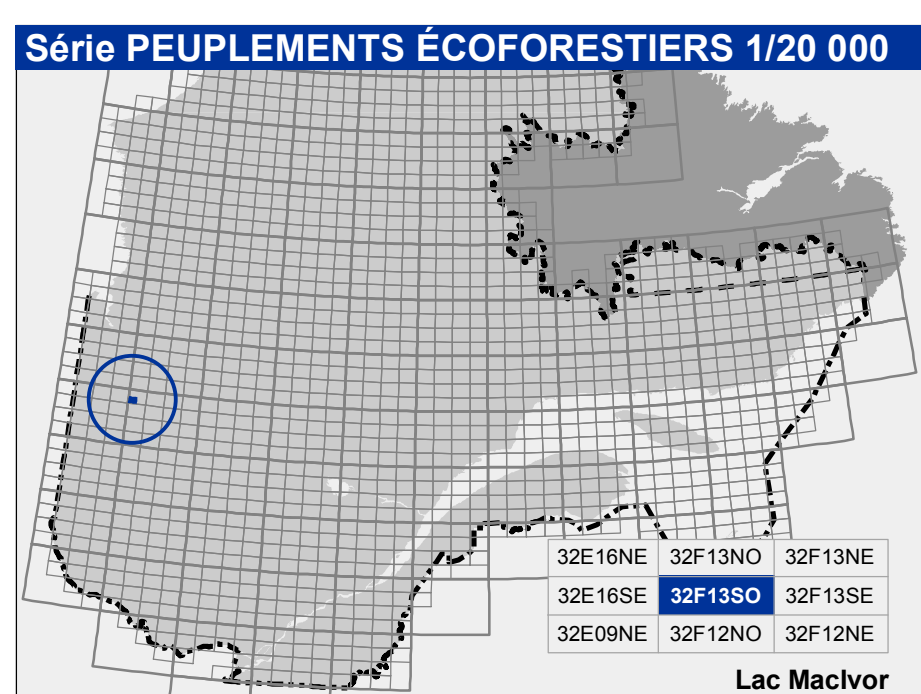 Série PEUPLEMENTS ÉCOFORESTIERS 1/20 000
32E16NE 32F13NO 32F13NE
32E16SE 32F13SO 32F13SE
32E09NE 32F12NO 32F12NE
Lac MacIvor